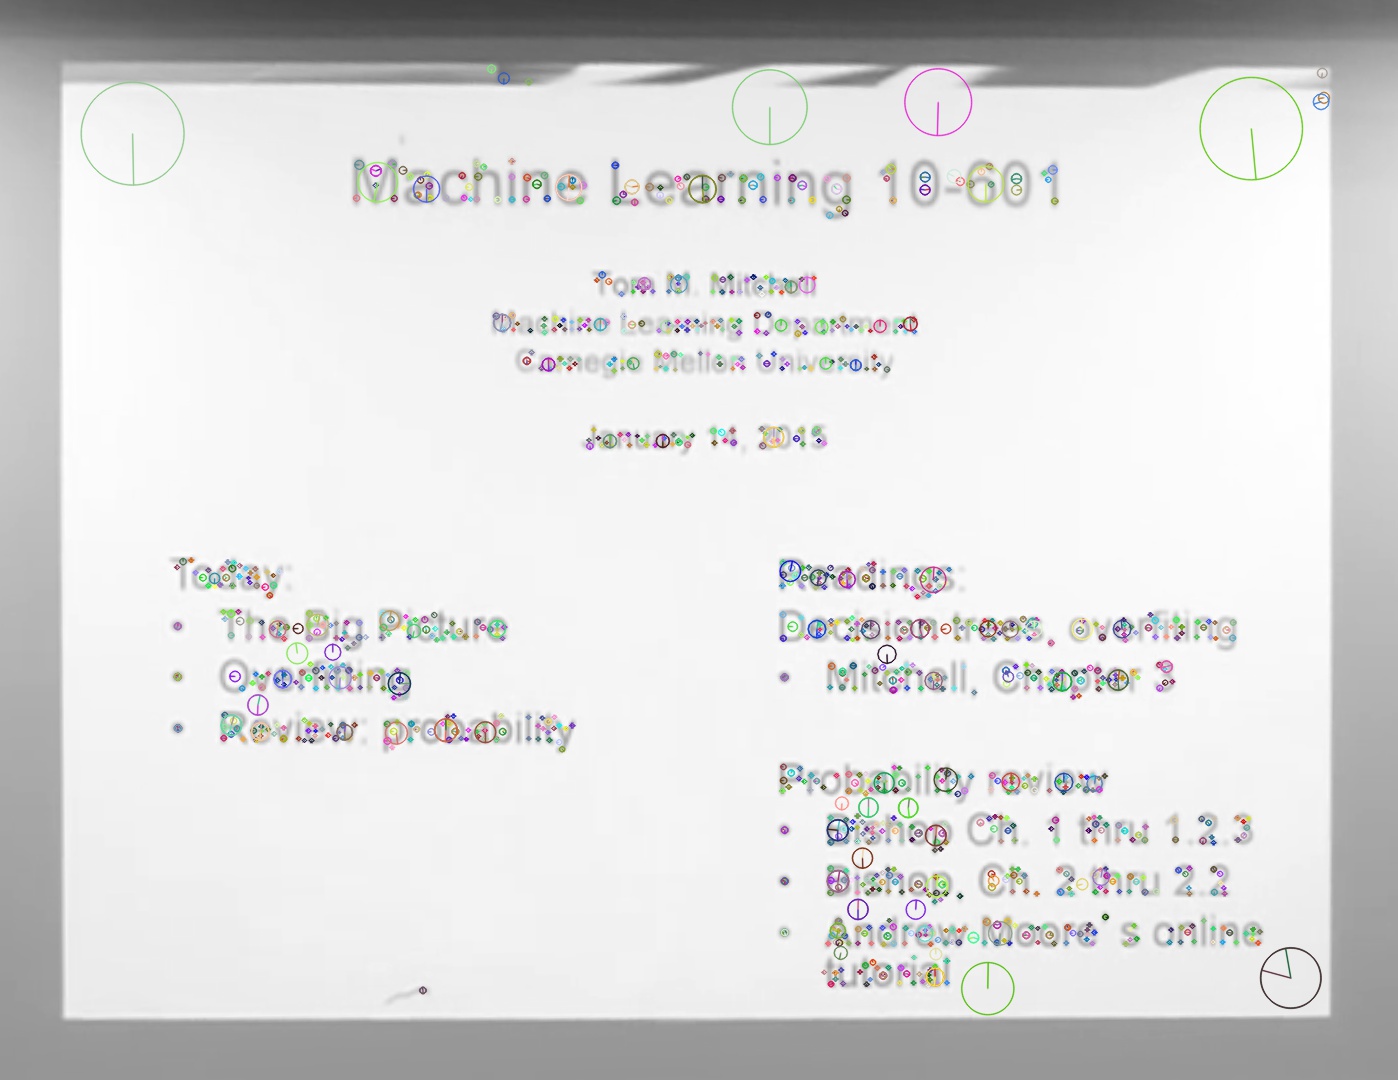 Machine Learning 10-601
Tom M. Mitchell
Machine Learning Department
Carnegie Mellon University
January 14, 2015
Today:
• The Big Picture
• Overfitting
• Review: probability
Readings:
Decision trees, overfiting
• Mitchell, Chapter 3
Probability review
• Bishop Ch. 1 thru 1.2.3
• Bishop, Ch. 2 thru 2.2
• Andrew Moore's online
tutorial